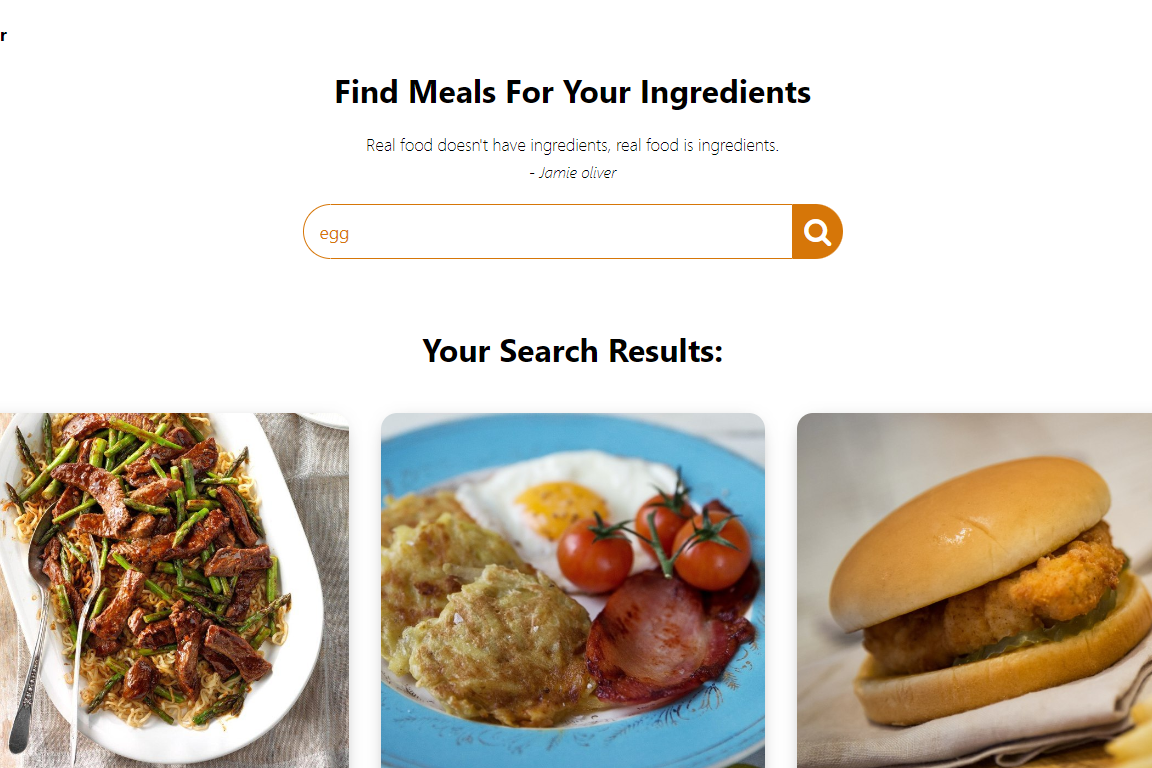 r
Find Meals For Your Ingredients
Real food doesn't have ingredients, real food is ingredients.
- Jamie oliver
egg
Your Search Results: